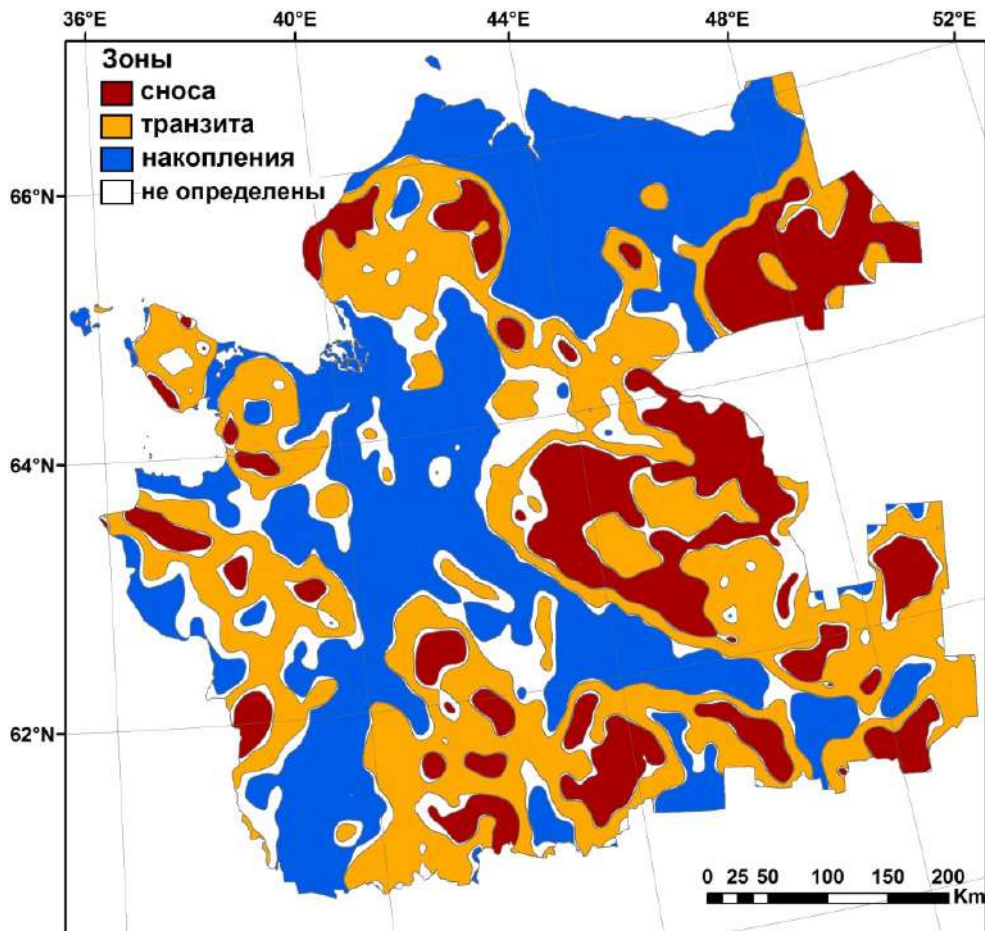 36°E 40°E 44°E 48°E 52°E
Зоны
сноса
транзита
накопления
не определены
66°N
64°N
62°N
0 25 50 100 150 200
Km